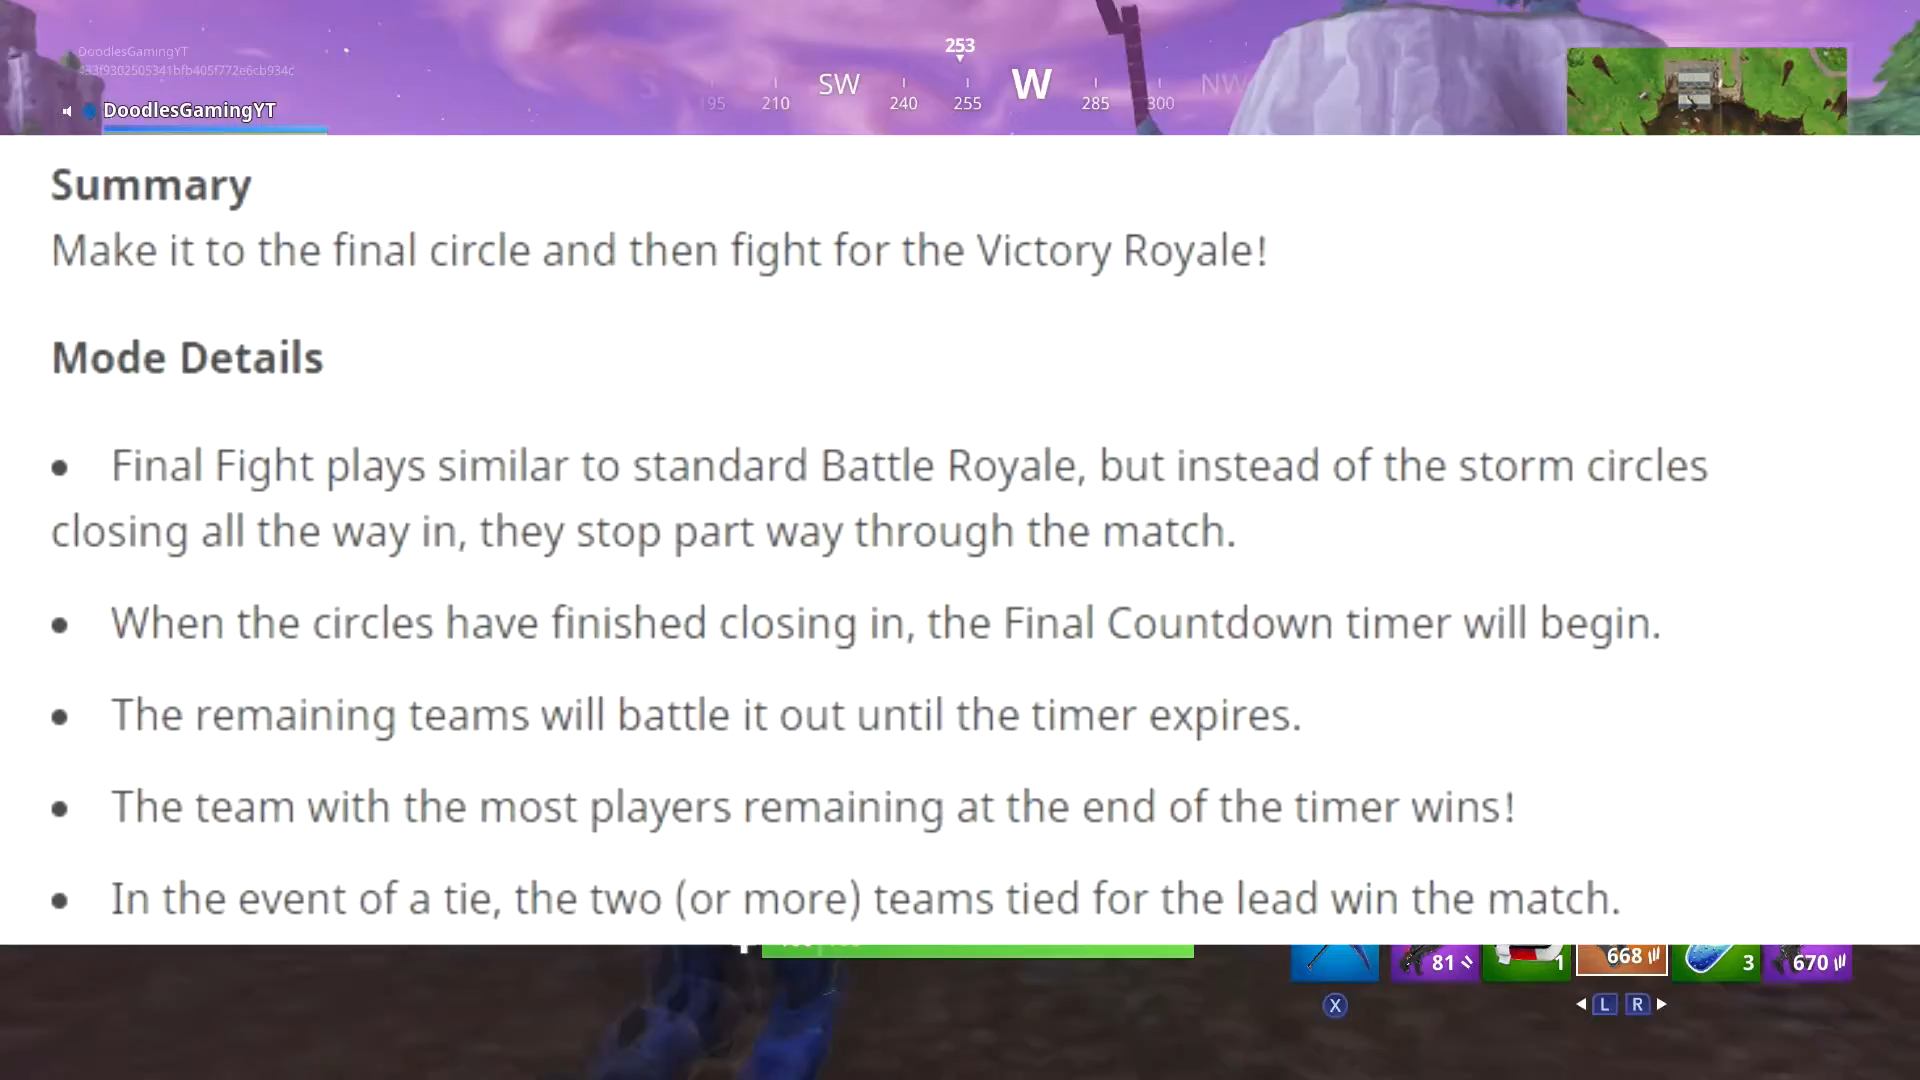 DoodlesGamingYT
433f9302505341bfb405f772e6cb934c
DoodlesGamingYT
253
S 195 210 SW 240 255 W 285 300 NW
Summary
Make it to the final circle and then fight for the Victory Royale!
Mode Details
• Final Fight plays similar to standard Battle Royale, but instead of the storm circles
closing all the way in, they stop part way through the match.
• When the circles have finished closing in, the Final Countdown timer will begin.
• The remaining teams will battle it out until the timer expires.
• The team with the most players remaining at the end of the timer wins!
• In the event of a tie, the two (or more) teams tied for the lead win the match.
81 1 668 3 670
X L R